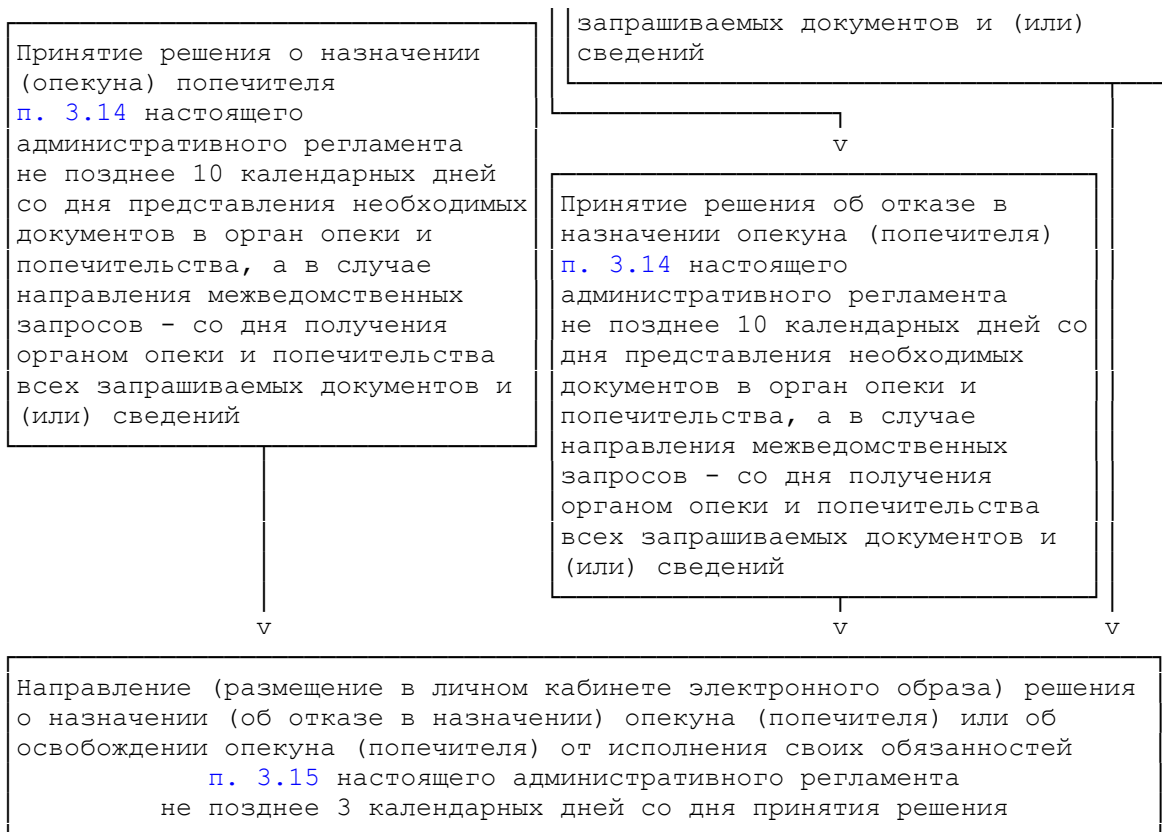 запрашиваемых документов и (или)
сведений
Принятие решения о назначении
(опекуна) попечителя
п. 3.14 настоящего
административного регламента
не позднее 10 календарных дней
со дня представления необходимых
документов в орган опеки и
попечительства, а в случае
направления межведомственных
запросов - со дня получения
органом опеки и попечительства
всех запрашиваемых документов и
(или) сведений
v
Принятие решения об отказе в
назначении опекуна (попечителя)
п. 3.14 настоящего
административного регламента
не позднее 10 календарных дней со
дня представления необходимых
документов в орган опеки и
попечительства, а в случае
направления межведомственных
запросов - со дня получения
органом опеки и попечительства
всех запрашиваемых документов и
(или) сведений
v v v
Направление (размещение в личном кабинете электронного образа) решения
о назначении (об отказе в назначении) опекуна (попечителя) или об
освобождении опекуна (попечителя) от исполнения своих обязанностей
п. 3.15 настоящего административного регламента
не позднее 3 календарных дней со дня принятия решения